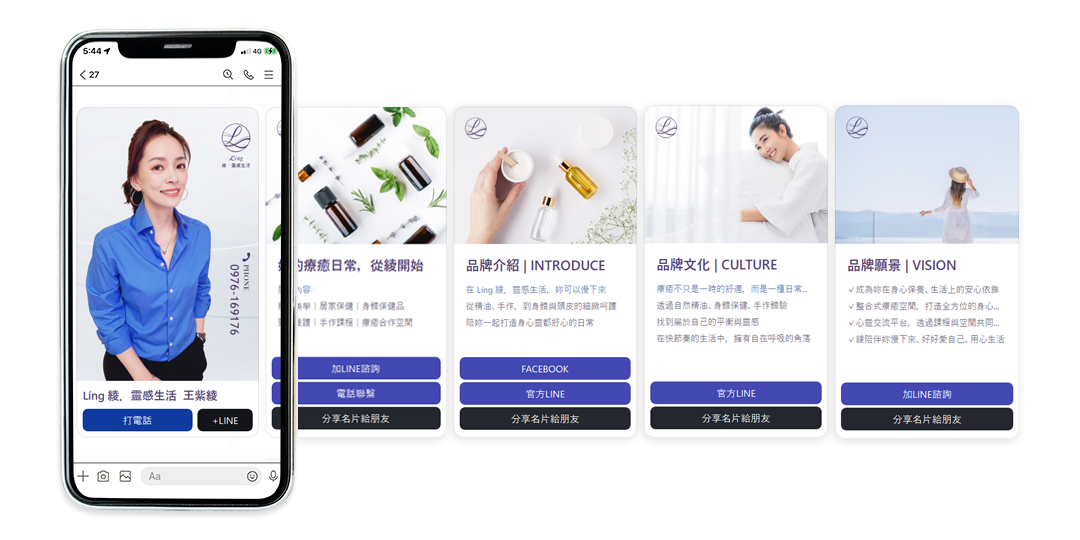 5:44
4G
27
Líng
綾・靈感生活
PHONE
0976-169176
Líng 綾．靈感生活 王紫綾
打電話
+LINE
Aa
的療癒日常，從綾開始
內容
學｜居家保健｜身體保健品
護｜手作課程｜療癒合作空間
加LINE諮詢
電話聯繫
分享名片給朋友
品牌介紹 | INTRODUCE
在 Líng 綾．靈感生活，妳可以慢下來
從精油、手作，到身體與頭皮的細緻呵護
陪妳一起打造身心靈都舒心的日常
FACEBOOK
官方LINE
分享名片給朋友
品牌文化 | CULTURE
療癒不只是一時的舒適，而是一種日常...
透過自然精油、身體保健、手作體驗
找到屬於自己的平衡與靈感
在快節奏的生活中，擁有自在呼吸的角落
官方LINE
分享名片給朋友
品牌願景 | VISION
✓成為妳在身心保養、生活上的安心依靠
✓整合式療癒空間，打造全方位的身心...
✓心靈交流平台，透過課程與空間共同...
✓綾陪伴妳慢下來、好好愛自己、用心生活
加LINE諮詢
分享名片給朋友